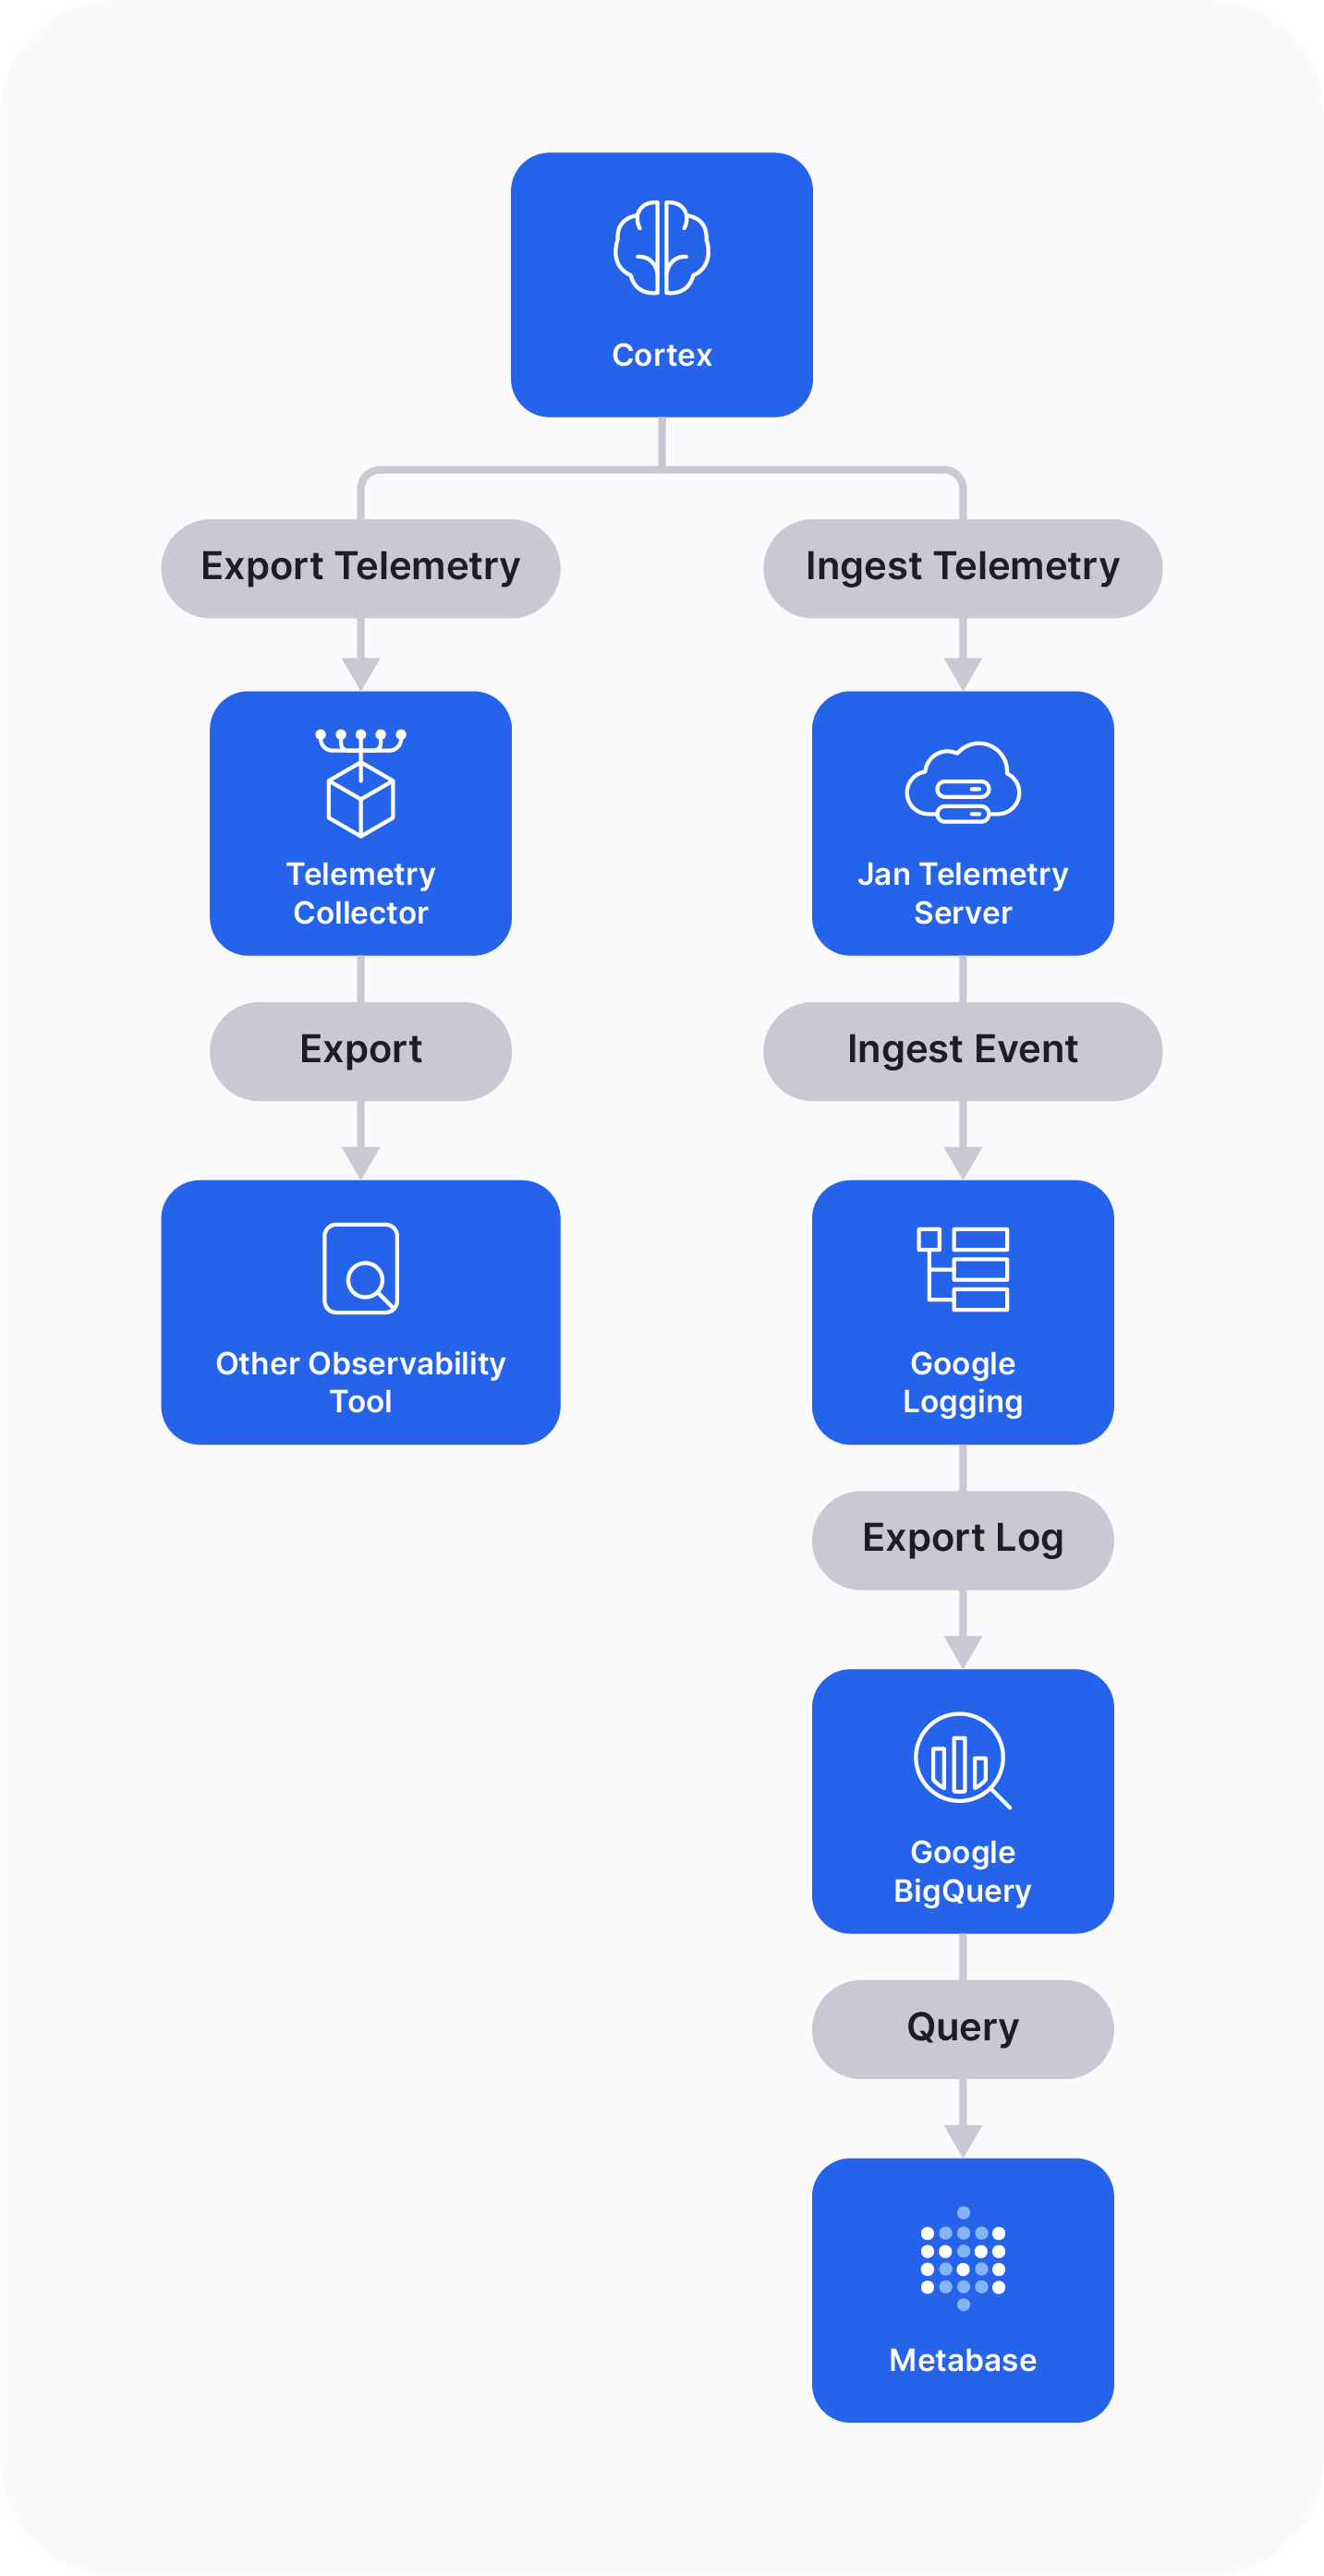 Cortex
Export Telemetry
Ingest Telemetry
Telemetry
Collector
Jan Telemetry
Server
Export
Ingest Event
Other Observability
Tool
Google
Logging
Export Log
Google
BigQuery
Query
Metabase